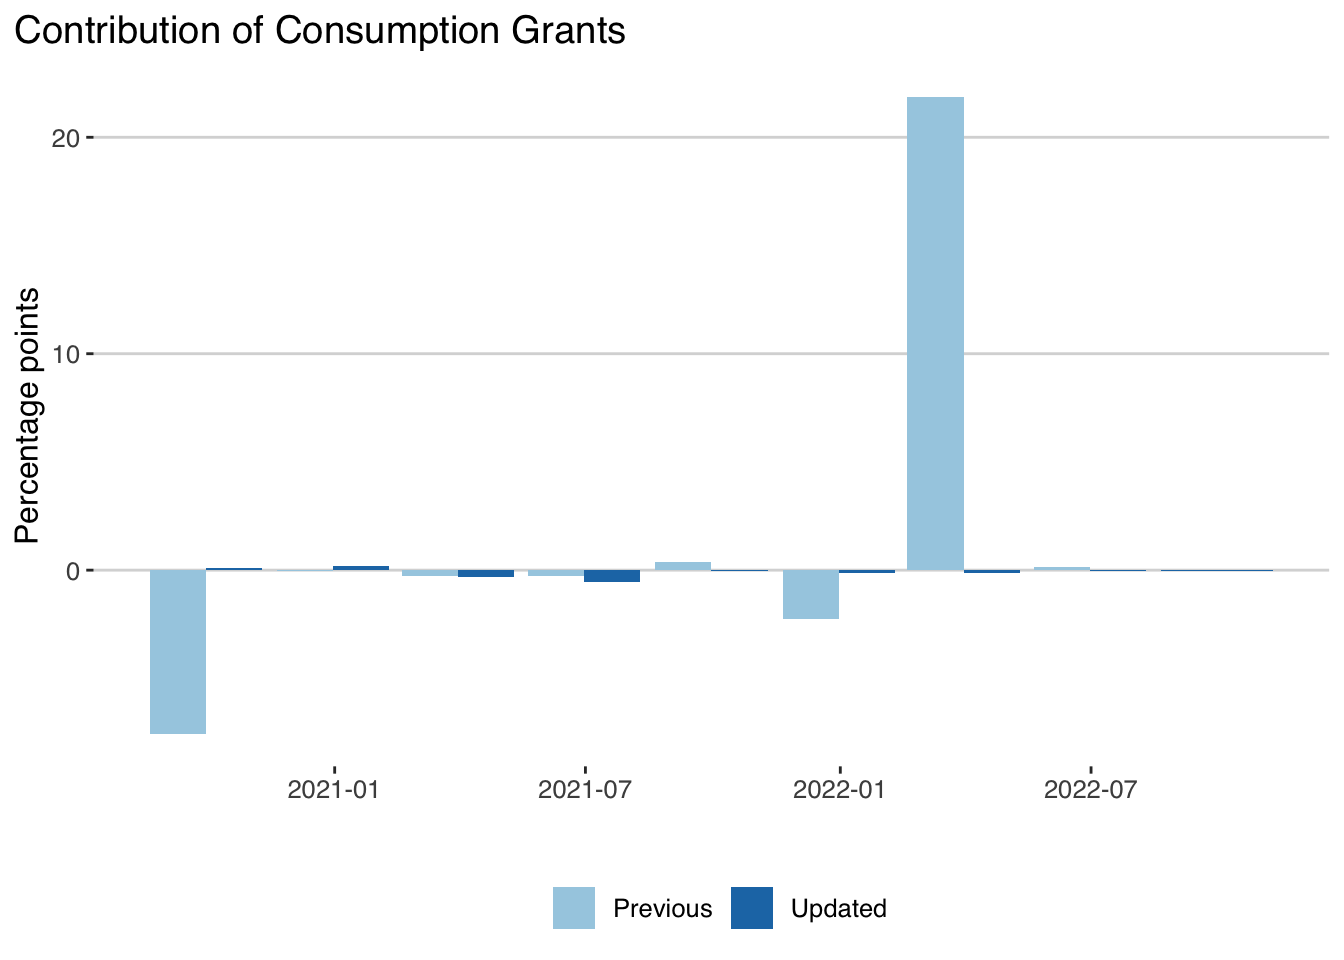 Contribution of Consumption Grants
Percentage points
20
10
0
2021-01
2021-07
2022-01
2022-07
Previous
Updated